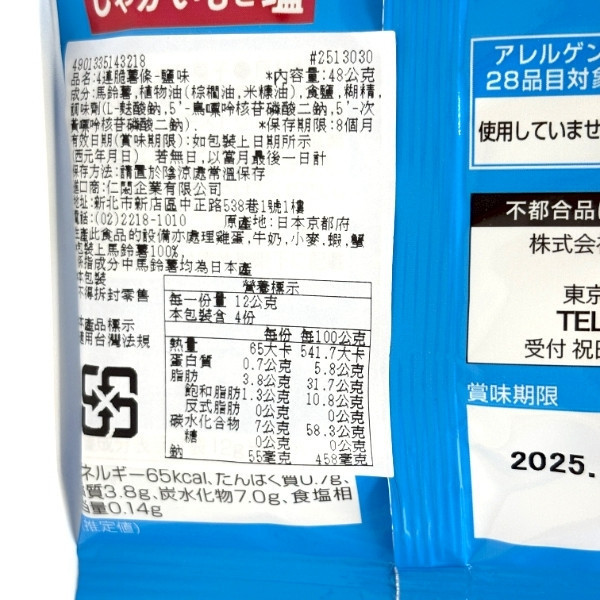 じゃがいも と塩
4901335143218 #2513030
品名:4連脆薯條-鹽味 *內容量:48公克
成分:馬鈴薯,植物油(棕櫚油,米糠油),食鹽,糊精,
調味劑(L-麩酸鈉,5'-鳥嘌呤核苷磷酸二鈉,5'-次
黃嘌呤核苷磷酸二鈉). *保存期限:8個月
有效日期(賞味期限):如包裝上日期所示
(西元年月日) 若無日,以當月最後一日計
保存方法:請置於陰涼處常溫保存
進口商:仁閎企業有限公司
地址:新北市新店區中正路538巷1號1樓
電話:(02)2218-1010 原產地:日本京都府
生產此食品的設備亦處理雞蛋,牛奶,小麥,蝦,蟹
包裝上馬鈴薯100%,
係指成分中馬鈴薯均為日本產
本包裝
不得拆封零售
本產品標示
適用台灣法規
營養標示
每一份量 12公克
本包裝含 4份
每份 每100公克
熱量 65大卡 541.7大卡
蛋白質 0.7公克 5.8公克
脂肪 3.8公克 31.7公克
飽和脂肪 1.3公克 10.8公克
反式脂肪 0公克 0公克
碳水化合物 7公克 58.3公克
糖 0公克 0公克
鈉 55毫克 458毫克
ネルギー65kcal、たんぱく質0.7g、
質3.8g、炭水化物7.0g、食塩相
当量0.14g
(推定値)
アレルゲン
28品目対象
使用していませ
不都合品
株式会
東京
TEL
受付 祝日
賞味期限
2025.